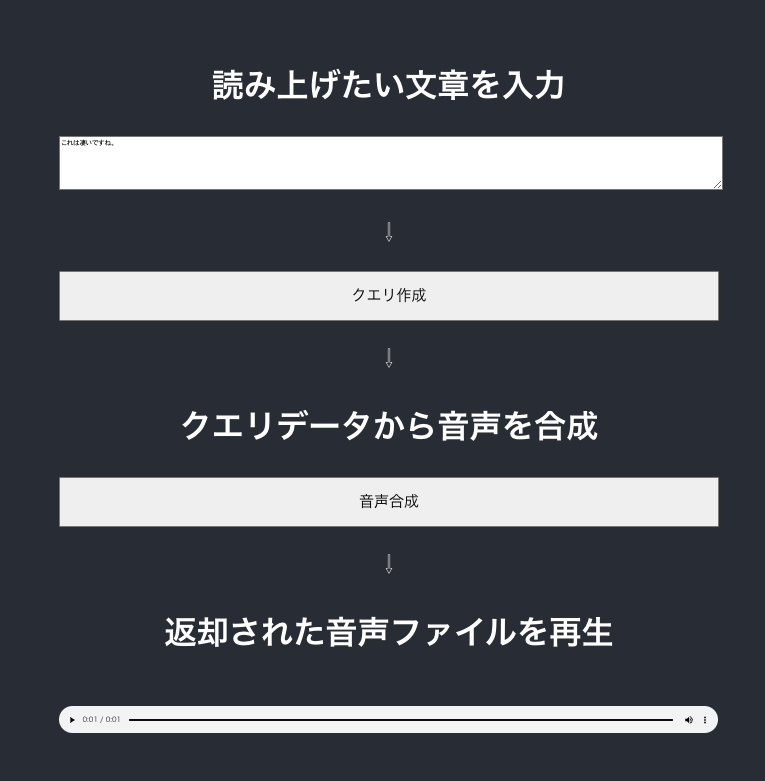 読み上げたい文章を入力
これは凄いですね。
⇩
クエリ作成
⇩
クエリデータから音声を合成
音声合成
⇩
返却された音声ファイルを再生
0:01 / 0:01